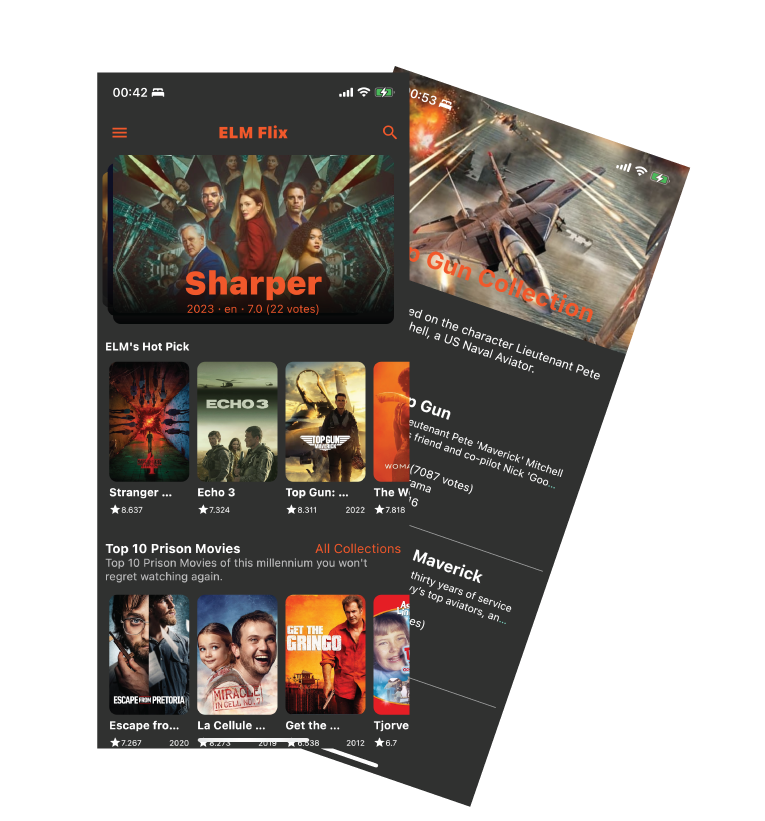 00:42
ELM Flix
Sharper
2023 · en · 7.0 (22 votes)
ELM's Hot Pick
ECHO 3
TOP GUN
MAVERICK
WOMA
Stranger ...
Echo 3
Top Gun: ...
The W
8.637
7.324
8.311
2022
7.818
Top 10 Prison Movies
All Collections
Top 10 Prison Movies of this millennium you won't
regret watching again.
ESCAPE FROM PRETORIA
MIRACLE
IN CELL NO. 7
GET THE
GRINGO
Escape fro...
La Cellule ...
Get the ...
Tjorve
7.267
2020
8.273
2019
6.538
2012
6.7
0:53
p Gun Collection
ed on the character Lieutenant Pete
hell, a US Naval Aviator.
p Gun
eutenant Pete 'Maverick' Mitchell
s friend and co-pilot Nick 'Goo...
(7087 votes)
rama
Maverick
thirty years of service
vy's top aviators, an...
es)